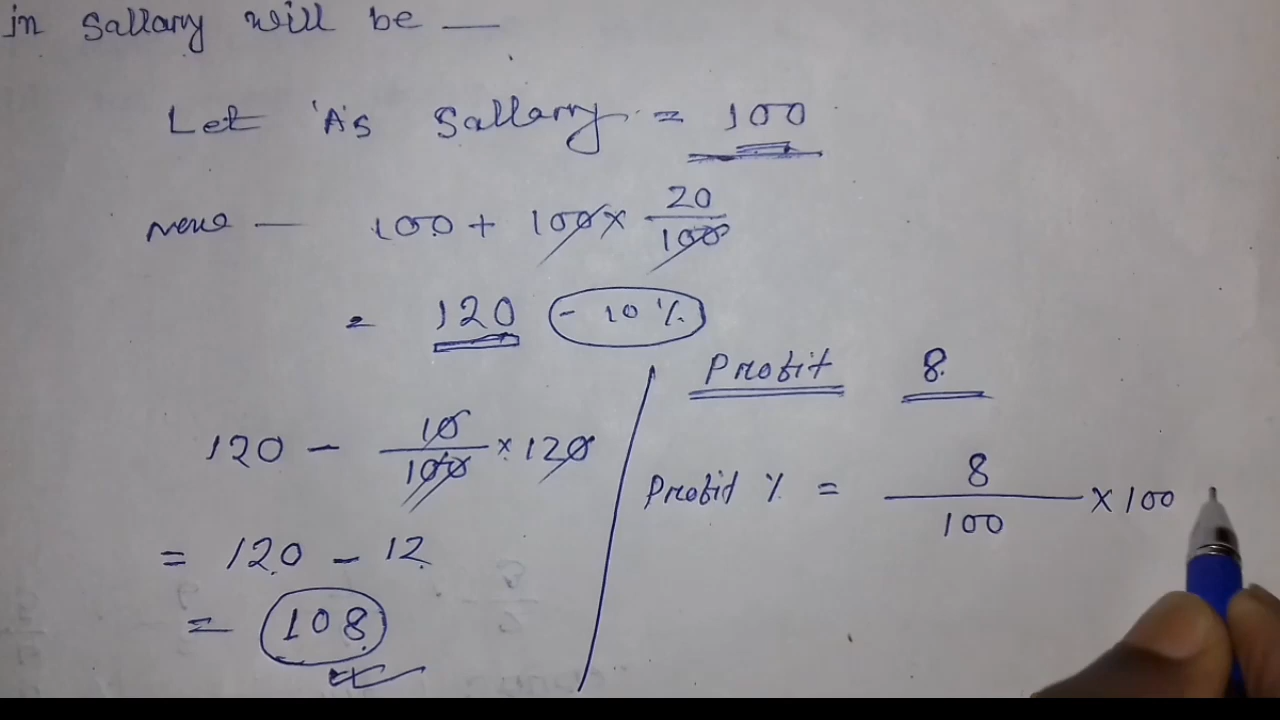 in Sallary will be —
Let 'A's Sallary = 100
100 + 100 × 20/100
= 120 - 10 %
120 - 10/100 × 120
= 120 - 12
= 108
Profit 8
Profit % = 8/100 × 100